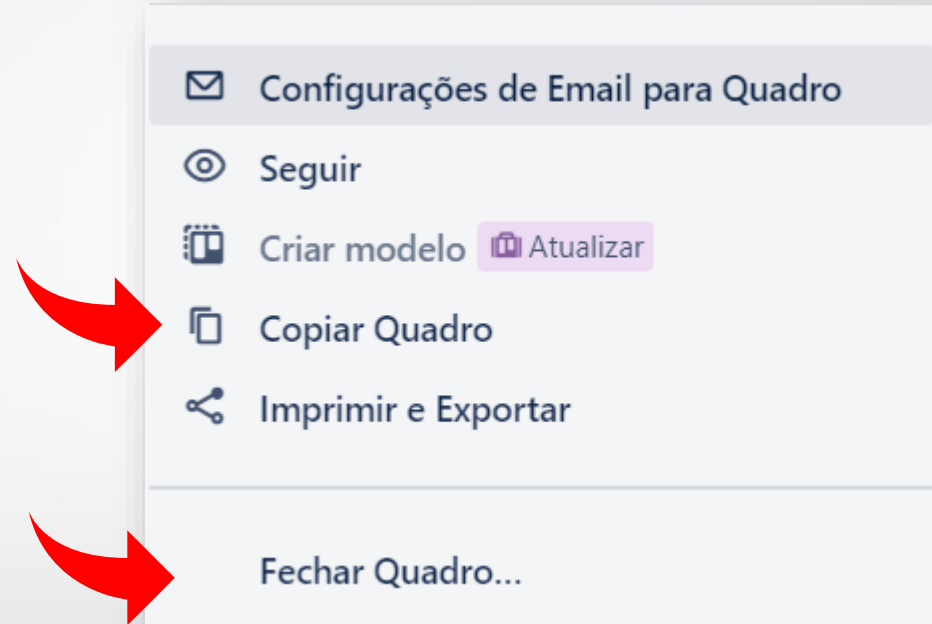 Configurações de Email para Quadro
Seguir
Criar modelo Atualizar
Copiar Quadro
Imprimir e Exportar
Fechar Quadro...